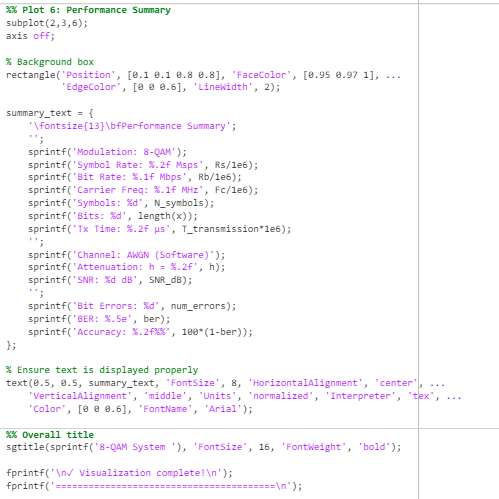 %% Plot 6: Performance Summary
subplot(2,3,6);
axis off;
% Background box
rectangle('Position', [0.1 0.1 0.8 0.8], 'FaceColor', [0.95 0.97 1], ...
'EdgeColor', [0 0 0.6], 'LineWidth', 2);
summary_text = {
'\fontsize{13}\bfPerformance Summary';
'';
sprintf('Modulation: 8-QAM');
sprintf('Symbol Rate: %.2f Msps', Rs/1e6);
sprintf('Bit Rate: %.1f Mbps', Rb/1e6);
sprintf('Carrier Freq: %.1f MHz', Fc/1e6);
sprintf('Symbols: %d', N_symbols);
sprintf('Bits: %d', length(x));
sprintf('Tx Time: %.2f µs', T_transmission*1e6);
'';
sprintf('Channel: AWGN (Software)');
sprintf('Attenuation: h = %.2f', h);
sprintf('SNR: %d dB', SNR_dB);
'';
sprintf('Bit Errors: %d', num_errors);
sprintf('BER: %.5e', ber);
sprintf('Accuracy: %.2f%%', 100*(1-ber));
};
% Ensure text is displayed properly
text(0.5, 0.5, summary_text, 'FontSize', 8, 'HorizontalAlignment', 'center', ...
'VerticalAlignment', 'middle', 'Units', 'normalized', 'Interpreter', 'tex', ...
'Color', [0 0 0.6], 'FontName', 'Arial');
%% Overall title
sgtitle(sprintf('8-QAM System '), 'FontSize', 16, 'FontWeight', 'bold');
fprintf('\n✓ Visualization complete!\n');
fprintf('========================================\n');